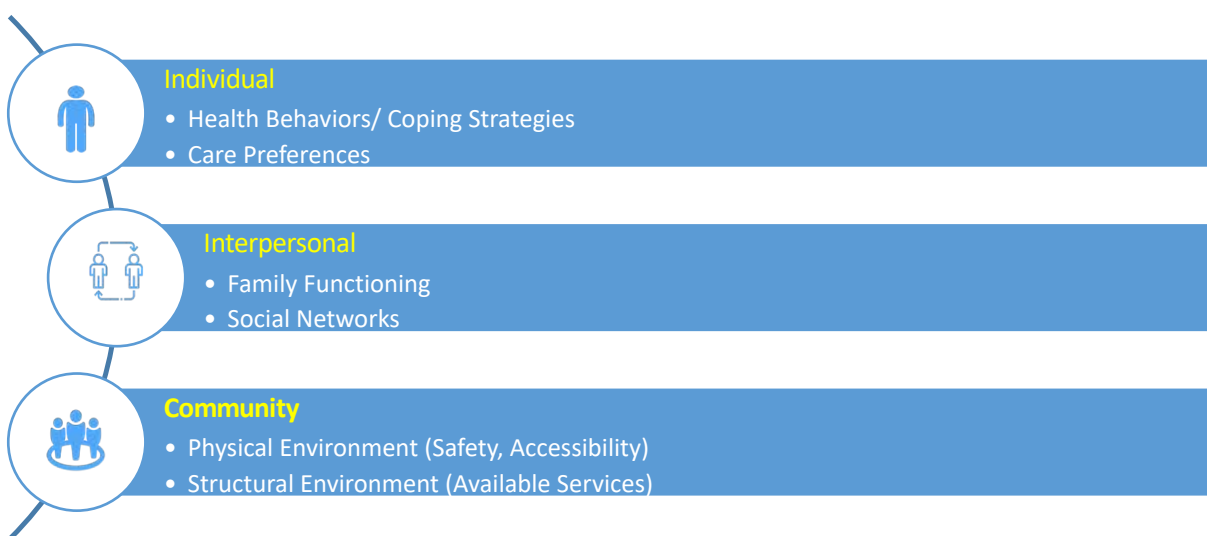 Individual
• Health Behaviors/ Coping Strategies
• Care Preferences
Interpersonal
• Family Functioning
• Social Networks
Community
• Physical Environment (Safety, Accessibility)
• Structural Environment (Available Services)